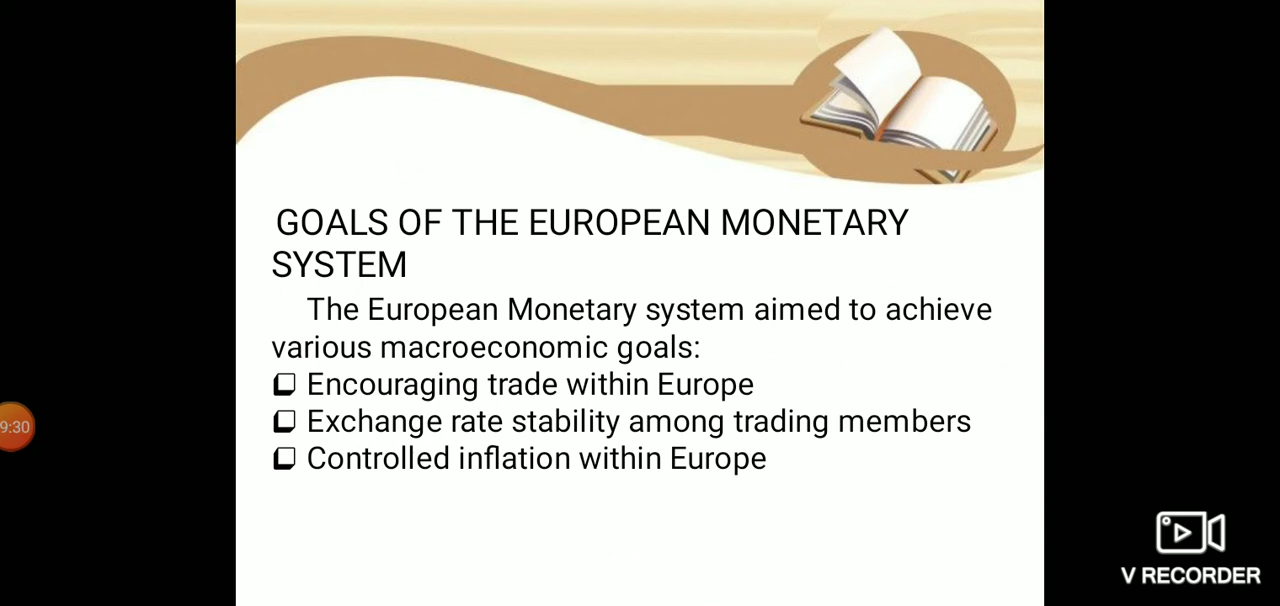 GOALS OF THE EUROPEAN MONETARY
SYSTEM
The European Monetary system aimed to achieve
various macroeconomic goals:
❑ Encouraging trade within Europe
❑ Exchange rate stability among trading members
❑ Controlled inflation within Europe
9:30
V RECORDER